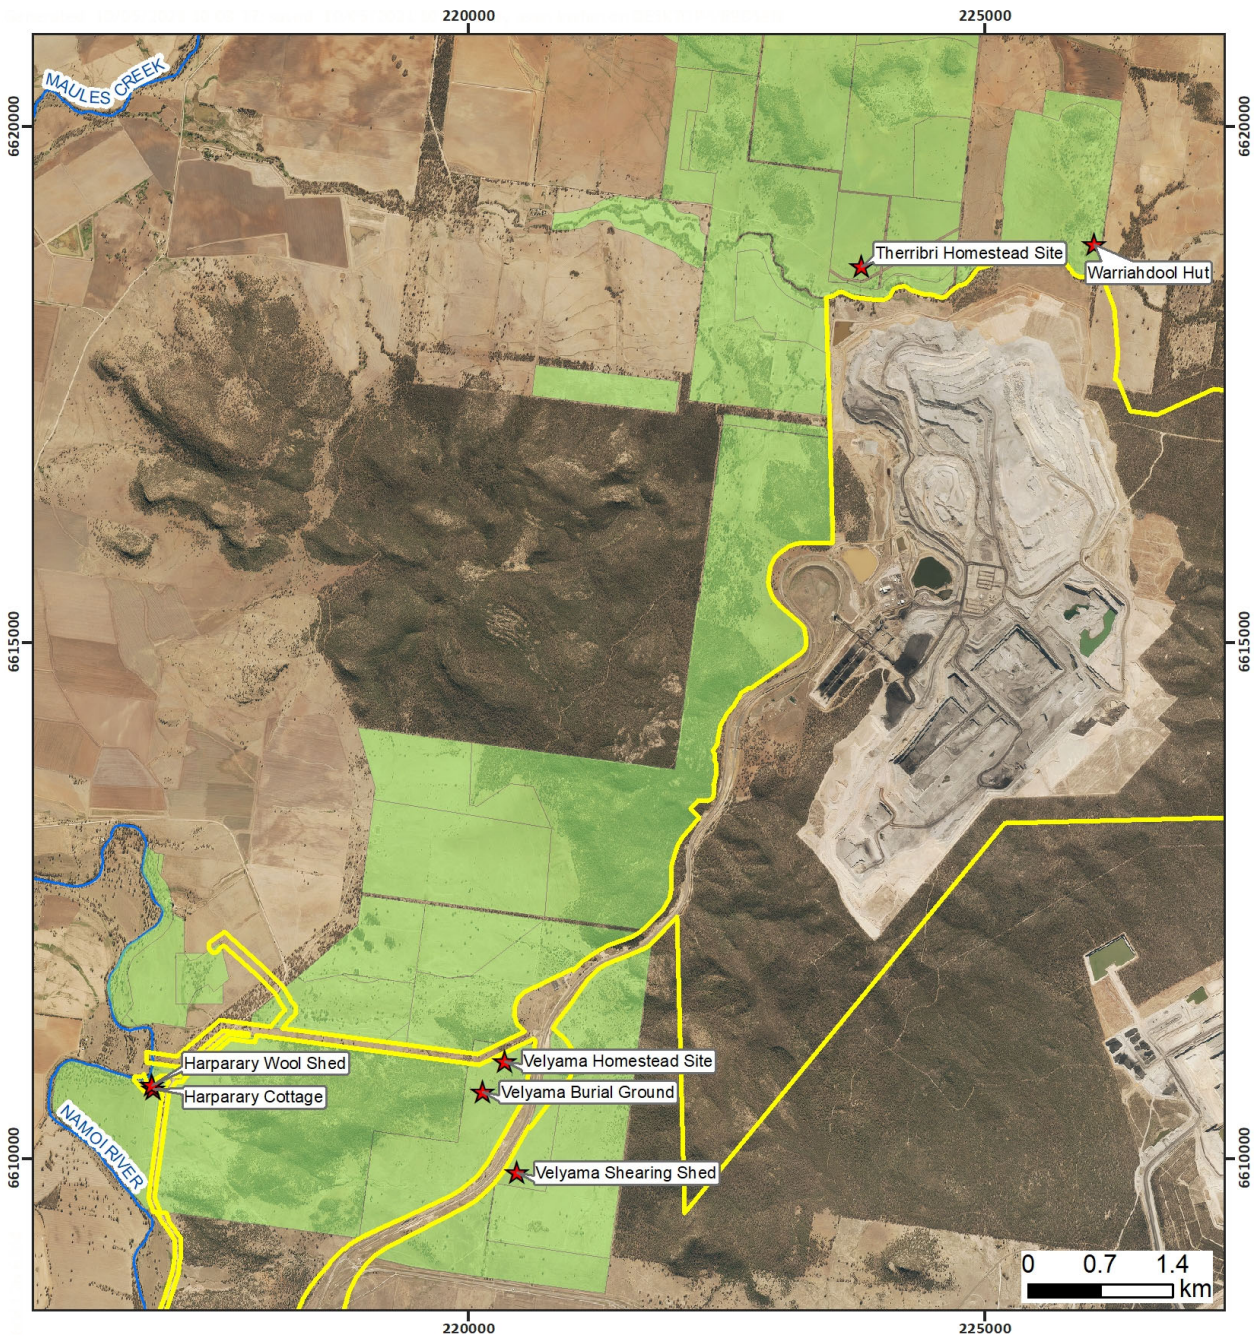 220000
225000
MAULES CREEK
6620000
6620000
Therribri Homestead Site
Warriahdool Hut
6615000
6615000
Harparary Wool Shed
Velyama Homestead Site
Harparary Cottage
Velyama Burial Ground
NAMOI RIVER
6610000
6610000
Velyama Shearing Shed
0 0.7 1.4
km
220000
225000